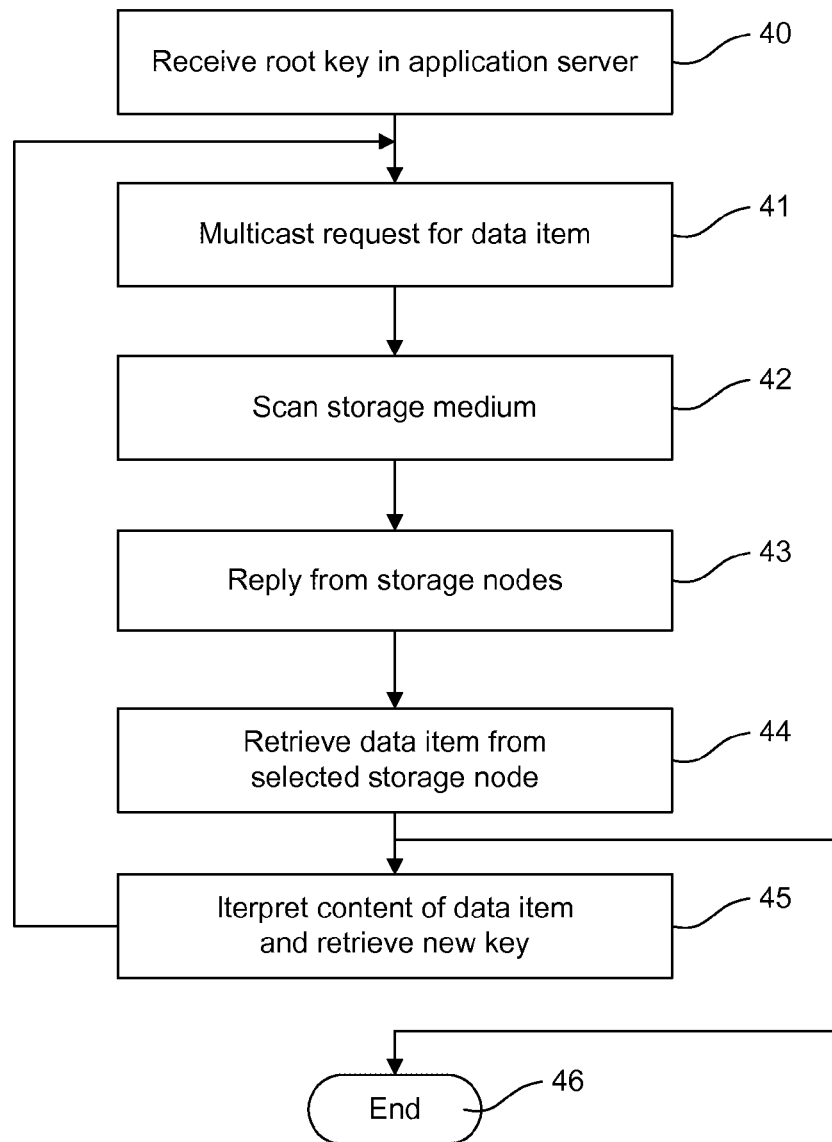 Receive root key in application server
40
Multicast request for data item
41
Scan storage medium
42
Reply from storage nodes
43
Retrieve data item from
selected storage node
44
Iterpret content of data item
and retrieve new key
45
End
46